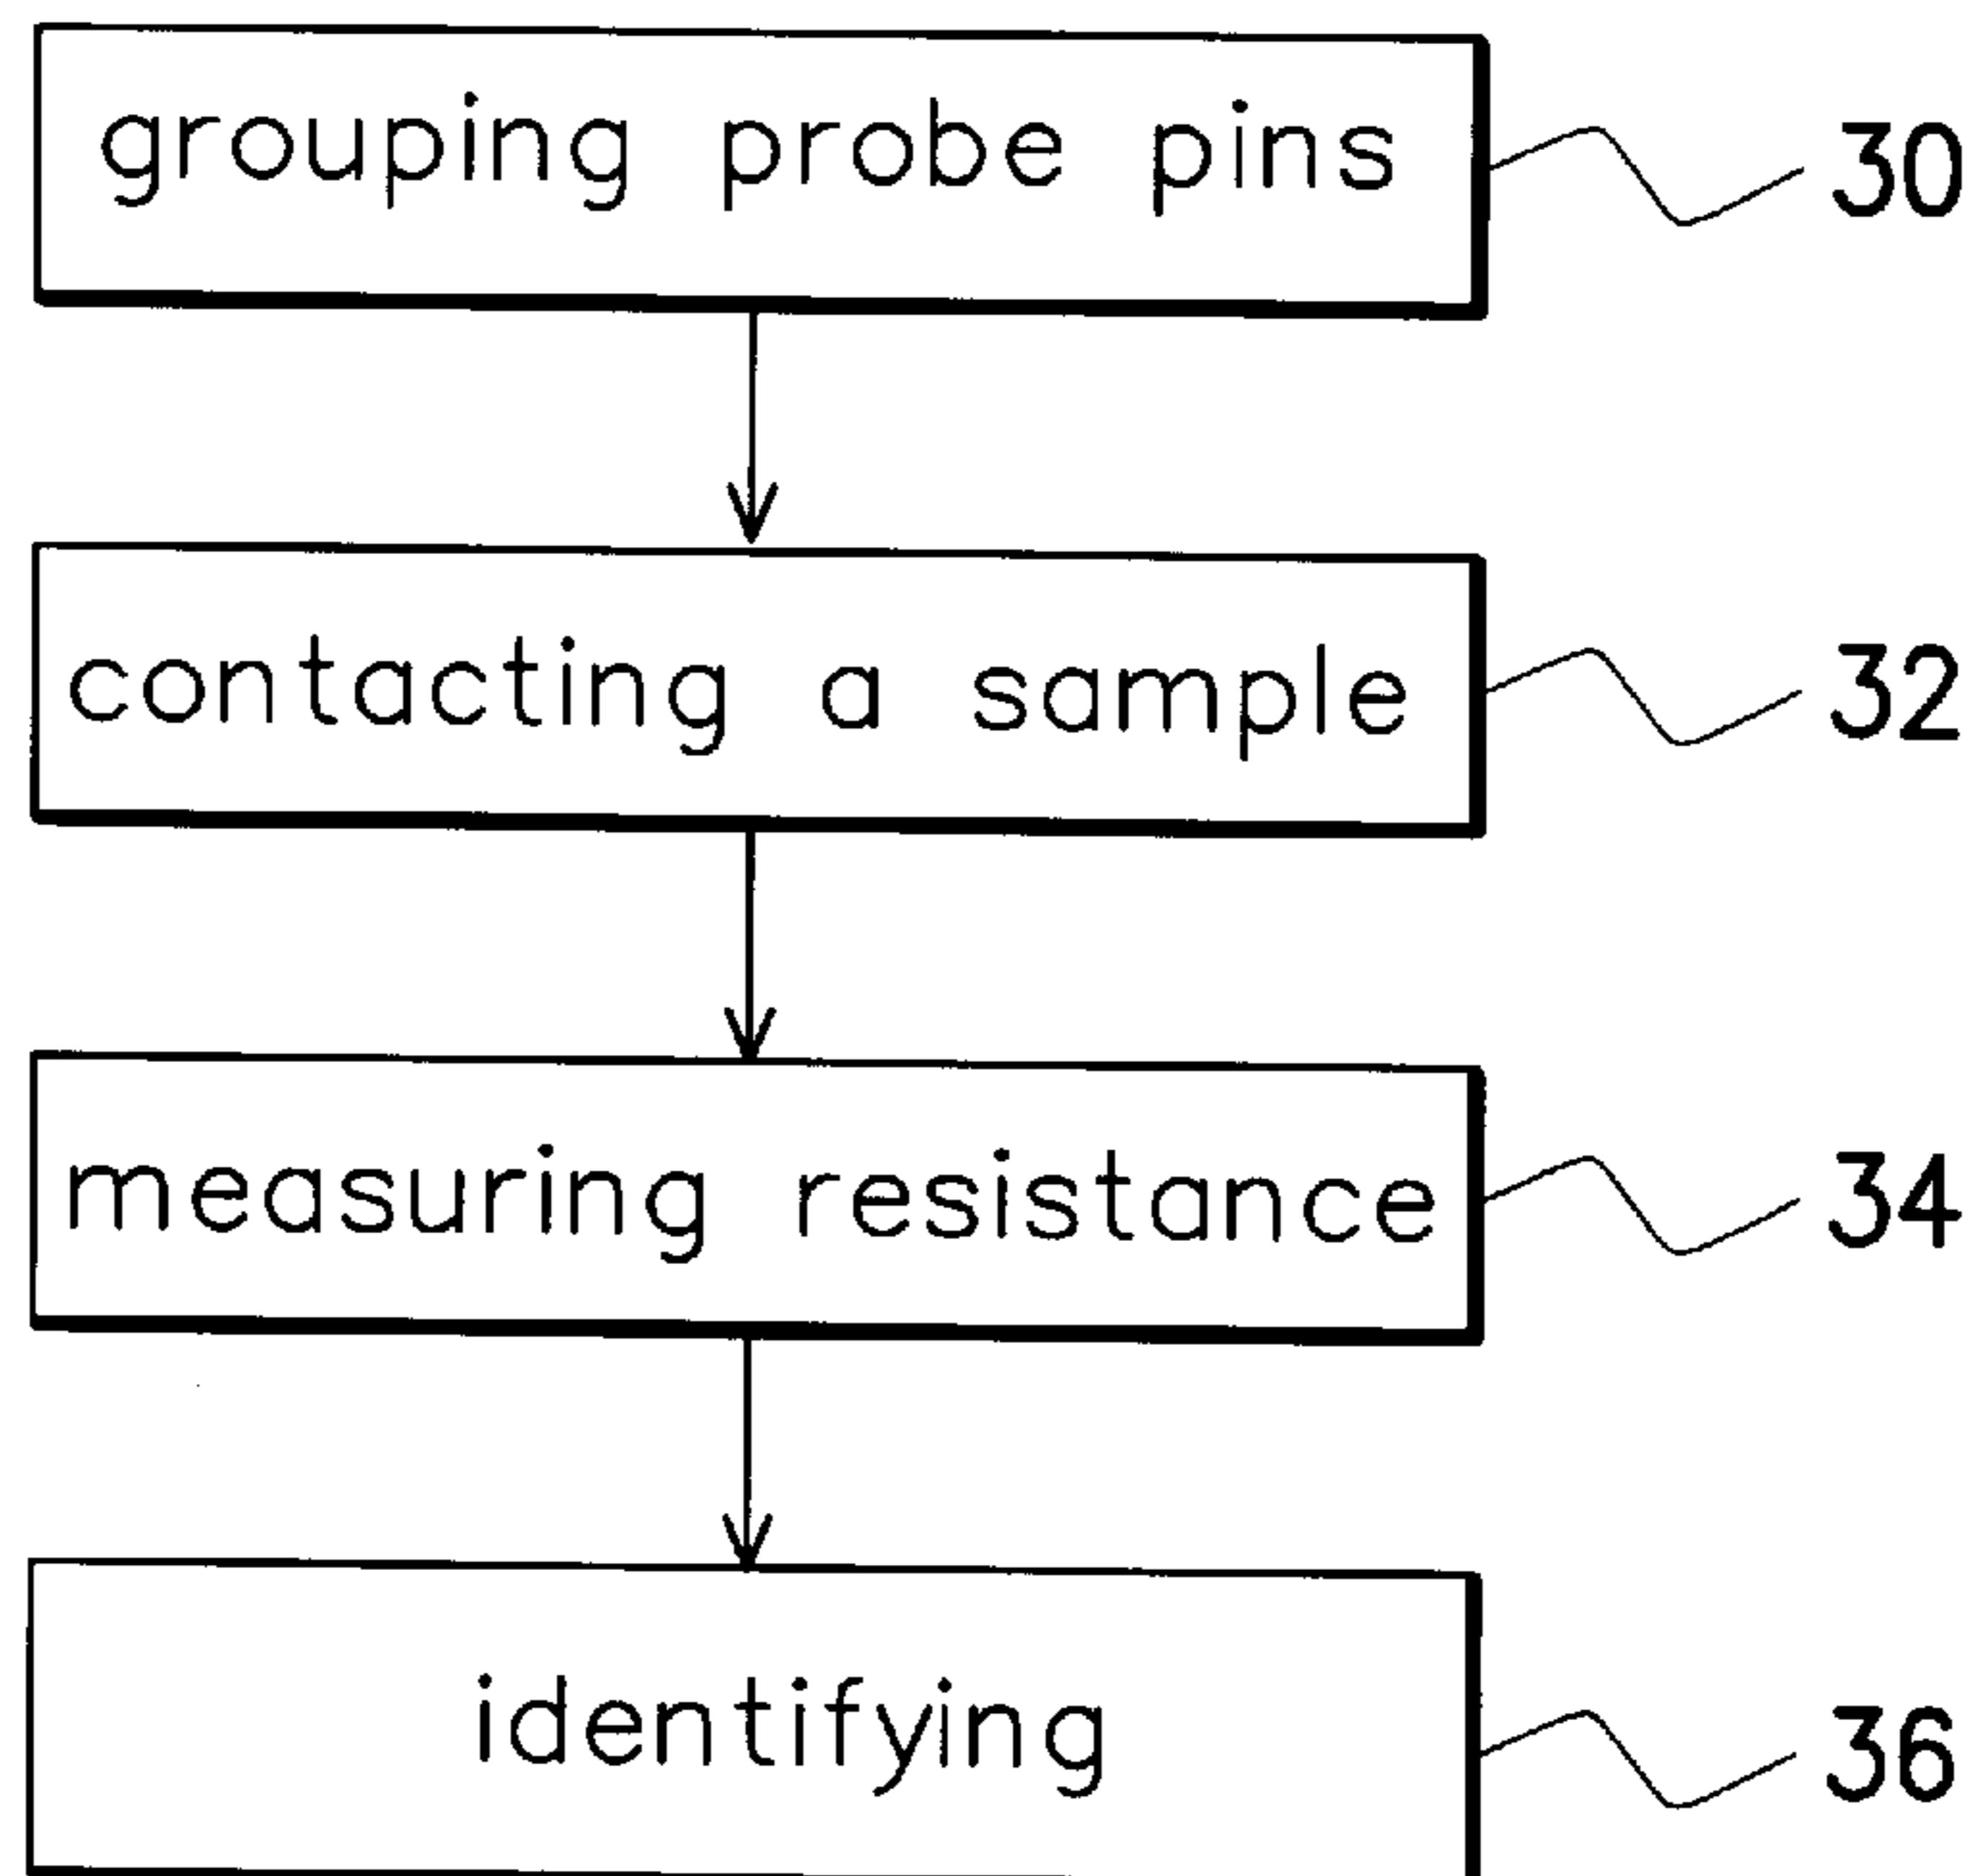 grouping probe pins 30
contacting a sample 32
measuring resistance 34
identifying 36